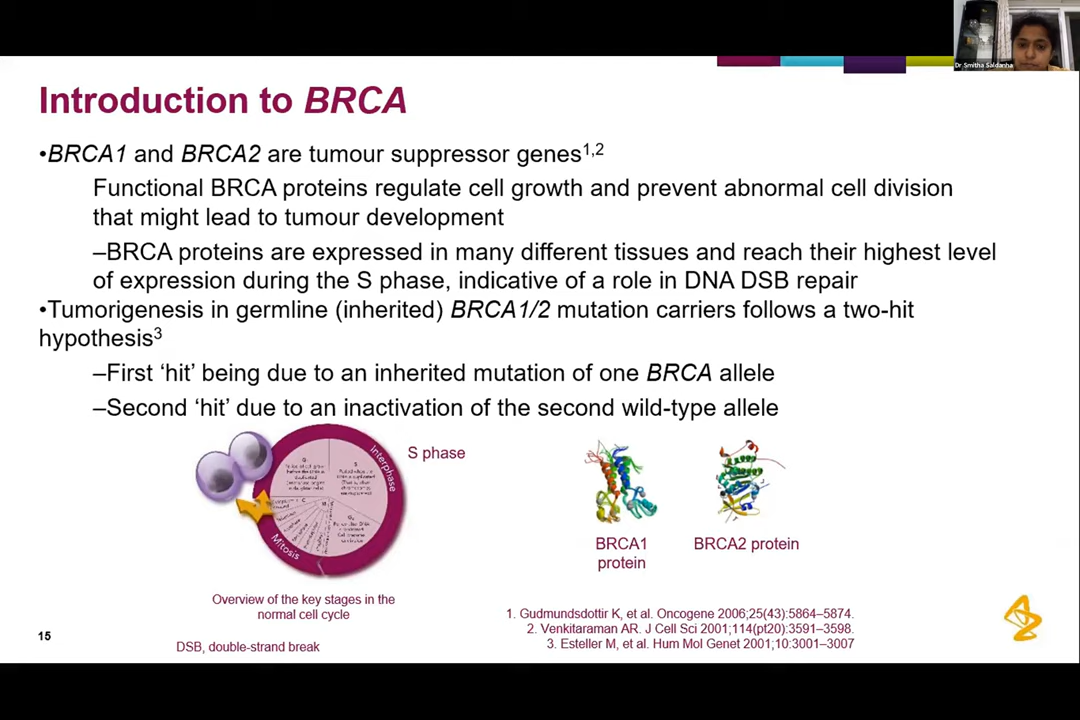 Dr Smitha Saldanha
Introduction to BRCA
•BRCA1 and BRCA2 are tumour suppressor genes1,2
Functional BRCA proteins regulate cell growth and prevent abnormal cell division
that might lead to tumour development
–BRCA proteins are expressed in many different tissues and reach their highest level
of expression during the S phase, indicative of a role in DNA DSB repair
•Tumorigenesis in germline (inherited) BRCA1/2 mutation carriers follows a two-hit
hypothesis3
–First ‘hit’ being due to an inherited mutation of one BRCA allele
–Second ‘hit’ due to an inactivation of the second wild-type allele
S phase
Interphase
Mitosis
BRCA1
protein
BRCA2 protein
Overview of the key stages in the
normal cell cycle
1. Gudmundsdottir K, et al. Oncogene 2006;25(43):5864–5874.
2. Venkitaraman AR. J Cell Sci 2001;114(pt20):3591–3598.
3. Esteller M, et al. Hum Mol Genet 2001;10:3001–3007
15
DSB, double-strand break